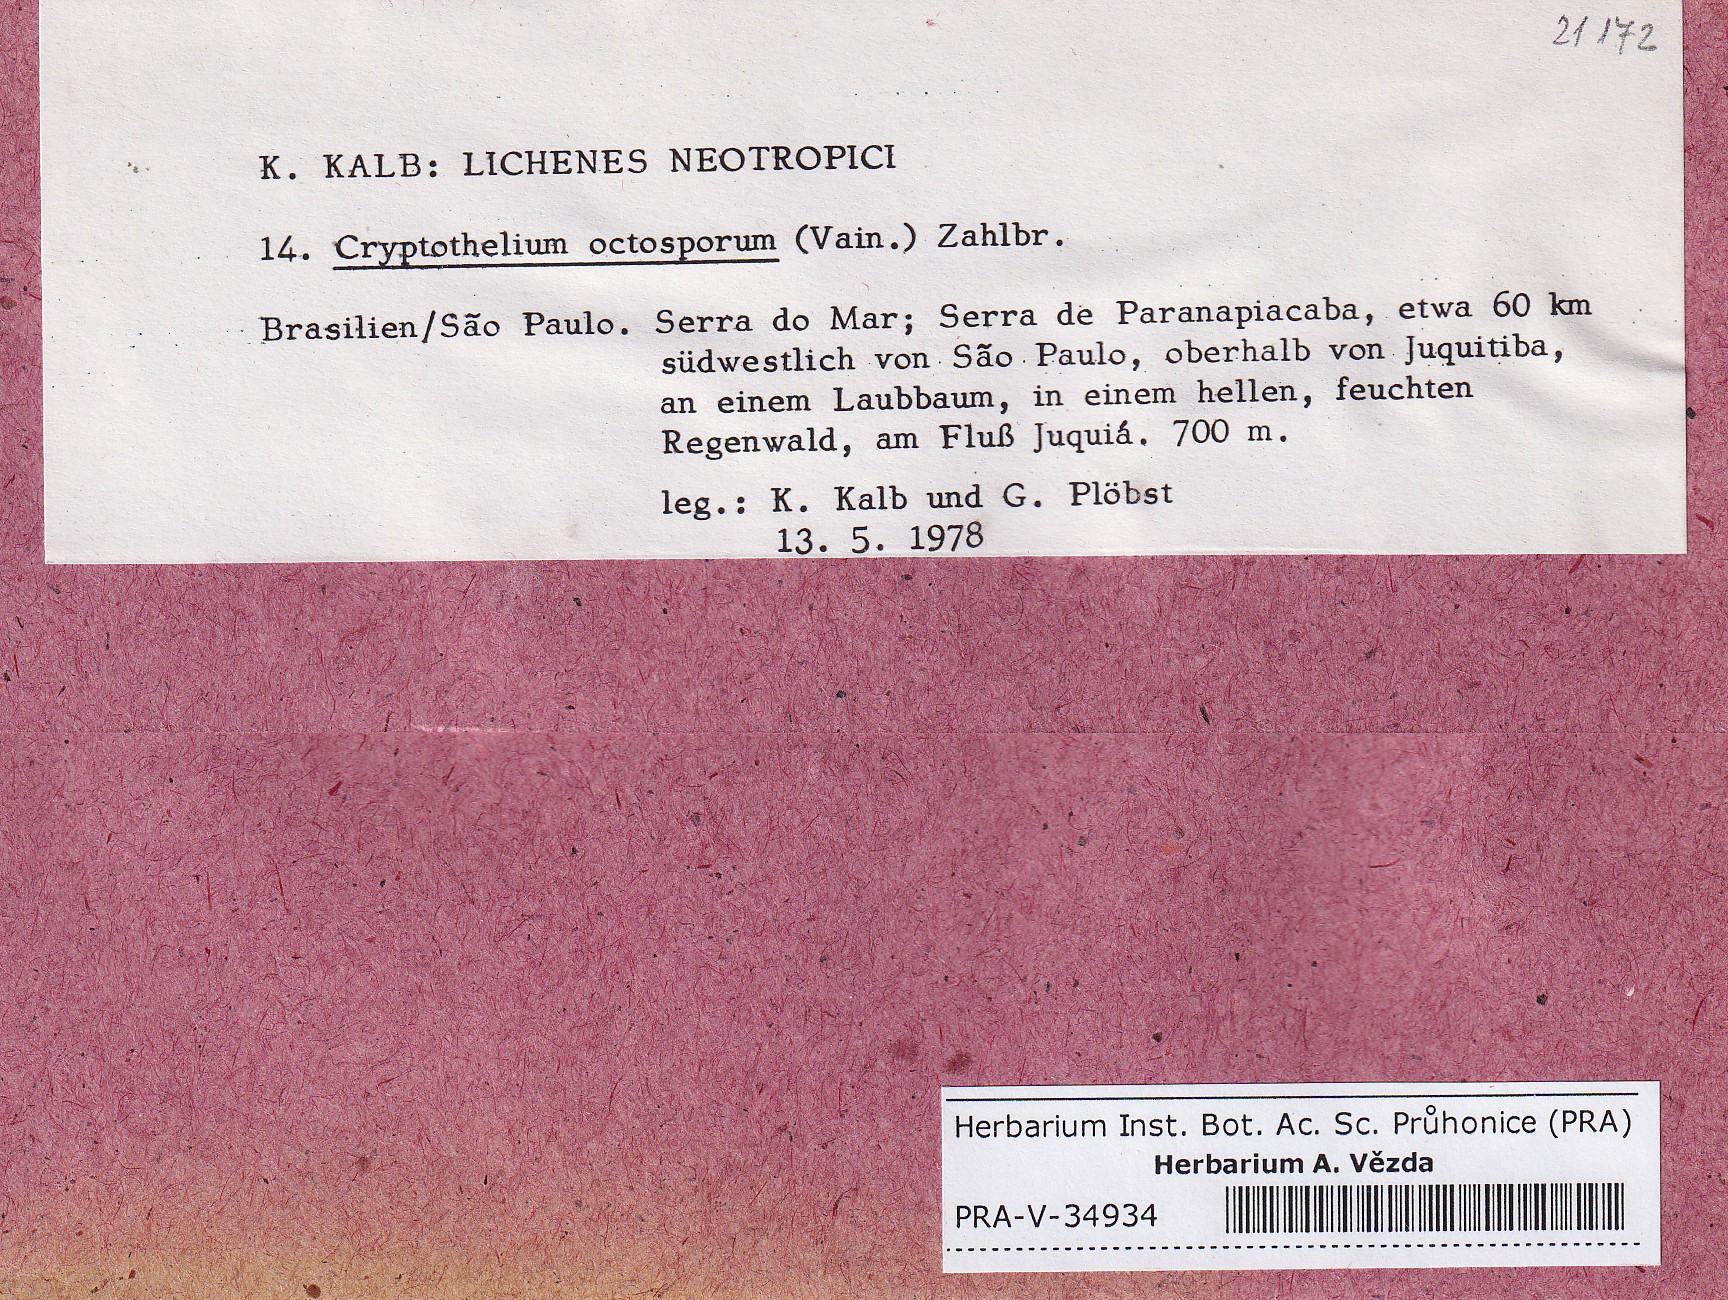 21172
K. KALB: LICHENES NEOTROPICI
14. Cryptothelium octosporum (Vain.) Zahlbr.
Brasilien/São Paulo. Serra do Mar; Serra de Paranapiacaba, etwa 60 km
südwestlich von São Paulo, oberhalb von Juquitiba,
an einem Laubbaum, in einem hellen, feuchten
Regenwald, am Fluß Juquiá. 700 m.
leg.: K. Kalb und G. Plöbst
13. 5. 1978
Herbarium Inst. Bot. Ac. Sc. Průhonice (PRA)
Herbarium A. Vězda
PRA-V-34934